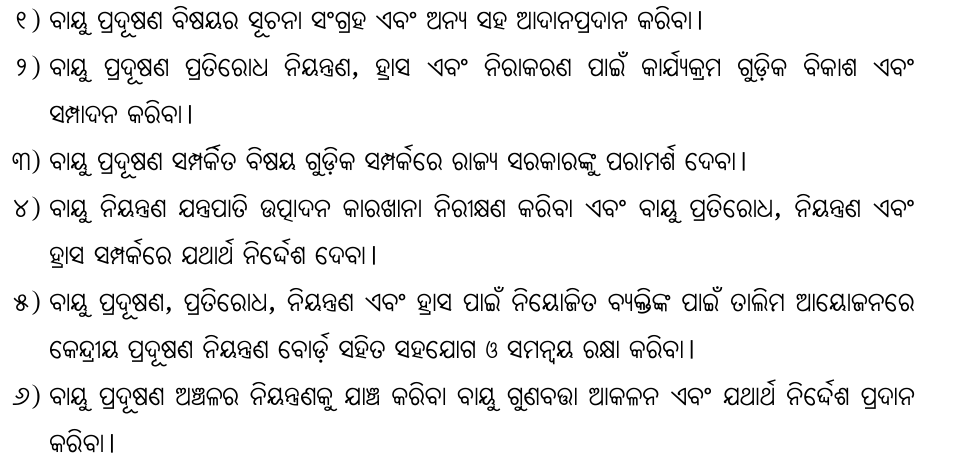 ୧) ବାୟୁ ପ୍ରଦୂଷଣ ବିଷୟର ସୂଚନା ସଂଗ୍ରହ ଏବଂ ଅନ୍ୟ ସହ ଆଦାନପ୍ରଦାନ କରିବା।
୨) ବାୟୁ ପ୍ରଦୂଷଣ ପ୍ରତିରୋଧ ନିୟନ୍ତ୍ରଣ, ହ୍ରାସ ଏବଂ ନିରାକରଣ ପାଇଁ କାର୍ଯ୍ୟକ୍ରମ ଗୁଡ଼ିକ ବିକାଶ ଏବଂ
ସମ୍ପାଦନ କରିବା।
୩) ବାୟୁ ପ୍ରଦୂଷଣ ସମ୍ପର୍କିତ ବିଷୟ ଗୁଡ଼ିକ ସମ୍ପର୍କରେ ରାଜ୍ୟ ସରକାରଙ୍କୁ ପରାମର୍ଶ ଦେବା।
୪) ବାୟୁ ନିୟନ୍ତ୍ରଣ ଯନ୍ତ୍ରପାତି ଉତ୍ପାଦନ କାରଖାନା ନିରୀକ୍ଷଣ କରିବା ଏବଂ ବାୟୁ ପ୍ରତିରୋଧ, ନିୟନ୍ତ୍ରଣ ଏବଂ
ହ୍ରାସ ସମ୍ପର୍କରେ ଯଥାର୍ଥ ନିର୍ଦ୍ଦେଶ ଦେବା।
୫) ବାୟୁ ପ୍ରଦୂଷଣ, ପ୍ରତିରୋଧ, ନିୟନ୍ତ୍ରଣ ଏବଂ ହ୍ରାସ ପାଇଁ ନିୟୋଜିତ ବ୍ୟକ୍ତିଙ୍କ ପାଇଁ ତାଲିମ ଆୟୋଜନରେ
କେନ୍ଦ୍ରୀୟ ପ୍ରଦୂଷଣ ନିୟନ୍ତ୍ରଣ ବୋର୍ଡ଼ ସହିତ ସହଯୋଗ ଓ ସମନ୍ୱୟ ରକ୍ଷା କରିବା।
୬) ବାୟୁ ପ୍ରଦୂଷଣ ଅଞ୍ଚଳର ନିୟନ୍ତ୍ରଣକୁ ଯାଞ୍ଚ କରିବା ବାୟୁ ଗୁଣବତ୍ତା ଆକଳନ ଏବଂ ଯଥାର୍ଥ ନିର୍ଦ୍ଦେଶ ପ୍ରଦାନ
କରିବା।